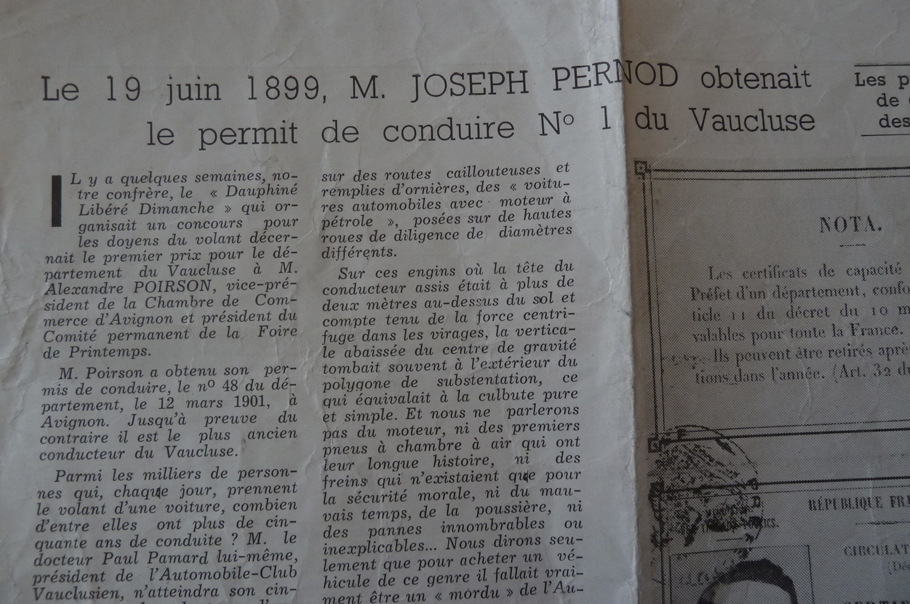 Le 19 juin 1899, M. JOSEPH PERNOD obtenait
le permit de conduire Nº 1 du Vaucluse
IL y a quelques semaines, no-
tre confrère, le « Dauphiné
Libéré Dimanche » qui or-
ganisait un concours pour
les doyens du volant décer-
nait le premier prix pour le dé-
partement du Vaucluse à M.
Alexandre POIRSON, vice-pré-
sident de la Chambre de Com-
merce d'Avignon et président du
Comité permanent de la Foire
de Printemps.
M. Poirson a obtenu son per-
mis de conduire, le nº 48 du dé-
partement, le 12 mars 1901, à
Avignon. Jusqu'à preuve du
contraire il est le plus ancien
conducteur du Vaucluse.
Parmi les milliers de person-
nes qui, chaque jour, prennent
le volant d'une voiture, combien
d'entre elles ont plus de cin-
quante ans de conduite ? M. le
docteur Paul Pamard lui-même,
président de l'Automobile-Club
Vauclusien, n'atteindra son cin-
sur des routes caillouteuses et
remplies d'ornières, des « voitu-
res automobiles avec moteur à
pétrole », posées sur de hautes
roues de diligence de diamètres
différents.
Sur ces engins où la tête du
conducteur assis était à plus de
deux mètres au-dessus du sol et
compte tenu de la force centri-
fuge dans les virages, la vertica-
le abaissée du centre de gravité
tombait souvent à l'extérieur du
polygone de substentation, ce
qui équivalait à la culbute pure
et simple. Et nous ne parlerons
pas du moteur, ni des premiers
pneus à chambre à air qui ont
leur longue histoire, ni des
freins qui n'existaient que pour
la sécurité morale, ni du mau-
vais temps, de la poussière, ni
des pannes innombrables ou
inexplicables... Nous dirons seu-
lement que pour acheter un vé-
hicule de ce genre il fallait vrai-
ment être un « mordu » de l'Au-
Les p
de
des
NOTA.
Les certificats de capacité
Préfet d'un département, confo
ticle 11 du décret du 10 m
valables pour toute la France.
Ils peuvent être retirés aprè
tions dans l'année. (Art. 32 du
RÉPUBLIQUE FRA
CIRCULAT
(Dé